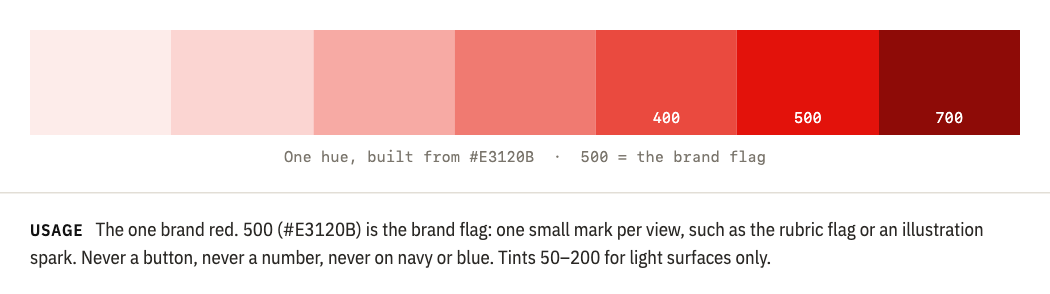 400 500 700
One hue, built from #E3120B · 500 = the brand flag
USAGE The one brand red. 500 (#E3120B) is the brand flag: one small mark per view, such as the rubric flag or an illustration
spark. Never a button, never a number, never on navy or blue. Tints 50–200 for light surfaces only.